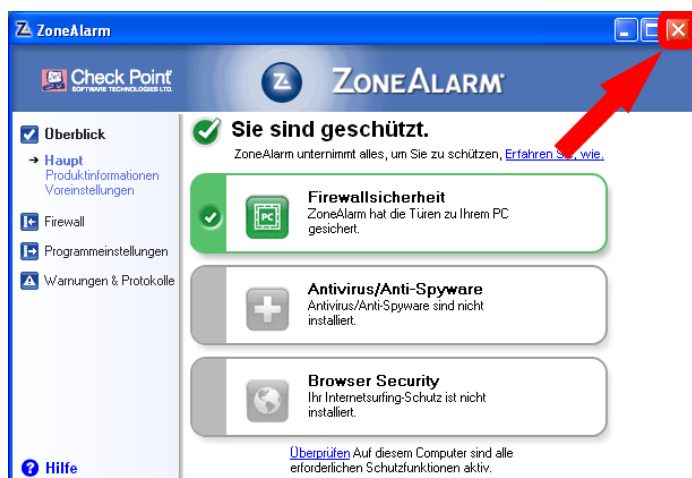 ZoneAlarm
Check Point
SOFTWARE TECHNOLOGIES LTD.
ZONEALARM
Überblick
Haupt
Produktinformationen
Voreinstellungen
Firewall
Programmeinstellungen
Warnungen & Protokolle
Hilfe
Sie sind geschützt.
ZoneAlarm unternimmt alles, um Sie zu schützen, Erfahren Sie, wie.
Firewallsicherheit
ZoneAlarm hat die Türen zu Ihrem PC
gesichert.
PC
Antivirus/Anti-Spyware
Antivirus/Anti-Spyware sind nicht
installiert.
Browser Security
Ihr Internetsurfing-Schutz ist nicht
installiert.
Überprüfen Auf diesem Computer sind alle
erforderlichen Schutzfunktionen aktiv.